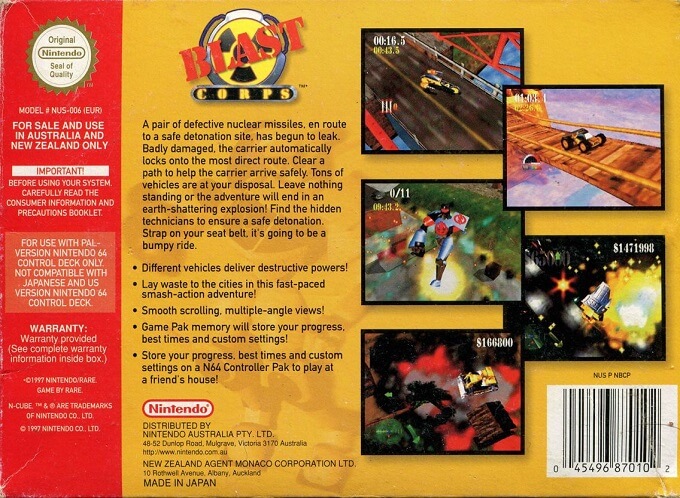 Original
Nintendo
Seal of
Quality
MODEL # NUS-006 (EUR)
FOR SALE AND USE
IN AUSTRALIA AND
NEW ZEALAND ONLY
IMPORTANT!
BEFORE USING YOUR SYSTEM,
CAREFULLY READ THE
CONSUMER INFORMATION AND
PRECAUTIONS BOOKLET.
FOR USE WITH PAL-
VERSION NINTENDO 64
CONTROL DECK ONLY.
NOT COMPATIBLE WITH
JAPANESE AND US
VERSION NINTENDO 64
CONTROL DECK.
WARRANTY:
Warranty provided
(See complete warranty
information inside box.)
©1997 NINTENDO/RARE.
GAME BY RARE.
N-CUBE, ™ & ® ARE TRADEMARKS
OF NINTENDO CO., LTD.
© 1997 NINTENDO CO., LTD.
BLAST
CORPS
A pair of defective nuclear missiles, en route
to a safe detonation site, has begun to leak.
Badly damaged, the carrier automatically
locks onto the most direct route. Clear a
path to help the carrier arrive safely. Tons of
vehicles are at your disposal. Leave nothing
standing or the adventure will end in an
earth-shattering explosion! Find the hidden
technicians to ensure a safe detonation.
Strap on your seat belt, it's going to be a
bumpy ride.
• Different vehicles deliver destructive powers!
• Lay waste to the cities in this fast-paced
smash-action adventure!
• Smooth scrolling, multiple-angle views!
• Game Pak memory will store your progress,
best times and custom settings!
• Store your progress, best times and custom
settings on a N64 Controller Pak to play at
a friend's house!
Nintendo®
DISTRIBUTED BY
NINTENDO AUSTRALIA PTY. LTD.
48-52 Dunlop Road, Mulgrave, Victoria 3170 Australia
http://www.nintendo.com.au
NEW ZEALAND AGENT MONACO CORPORATION LTD.
10 Rothwell Avenue, Albany, Auckland
MADE IN JAPAN
00:16.5
00:43.5
0/11
09:43.2
$1471998
$166800
NUS P NBCP
0 45496 87010 2